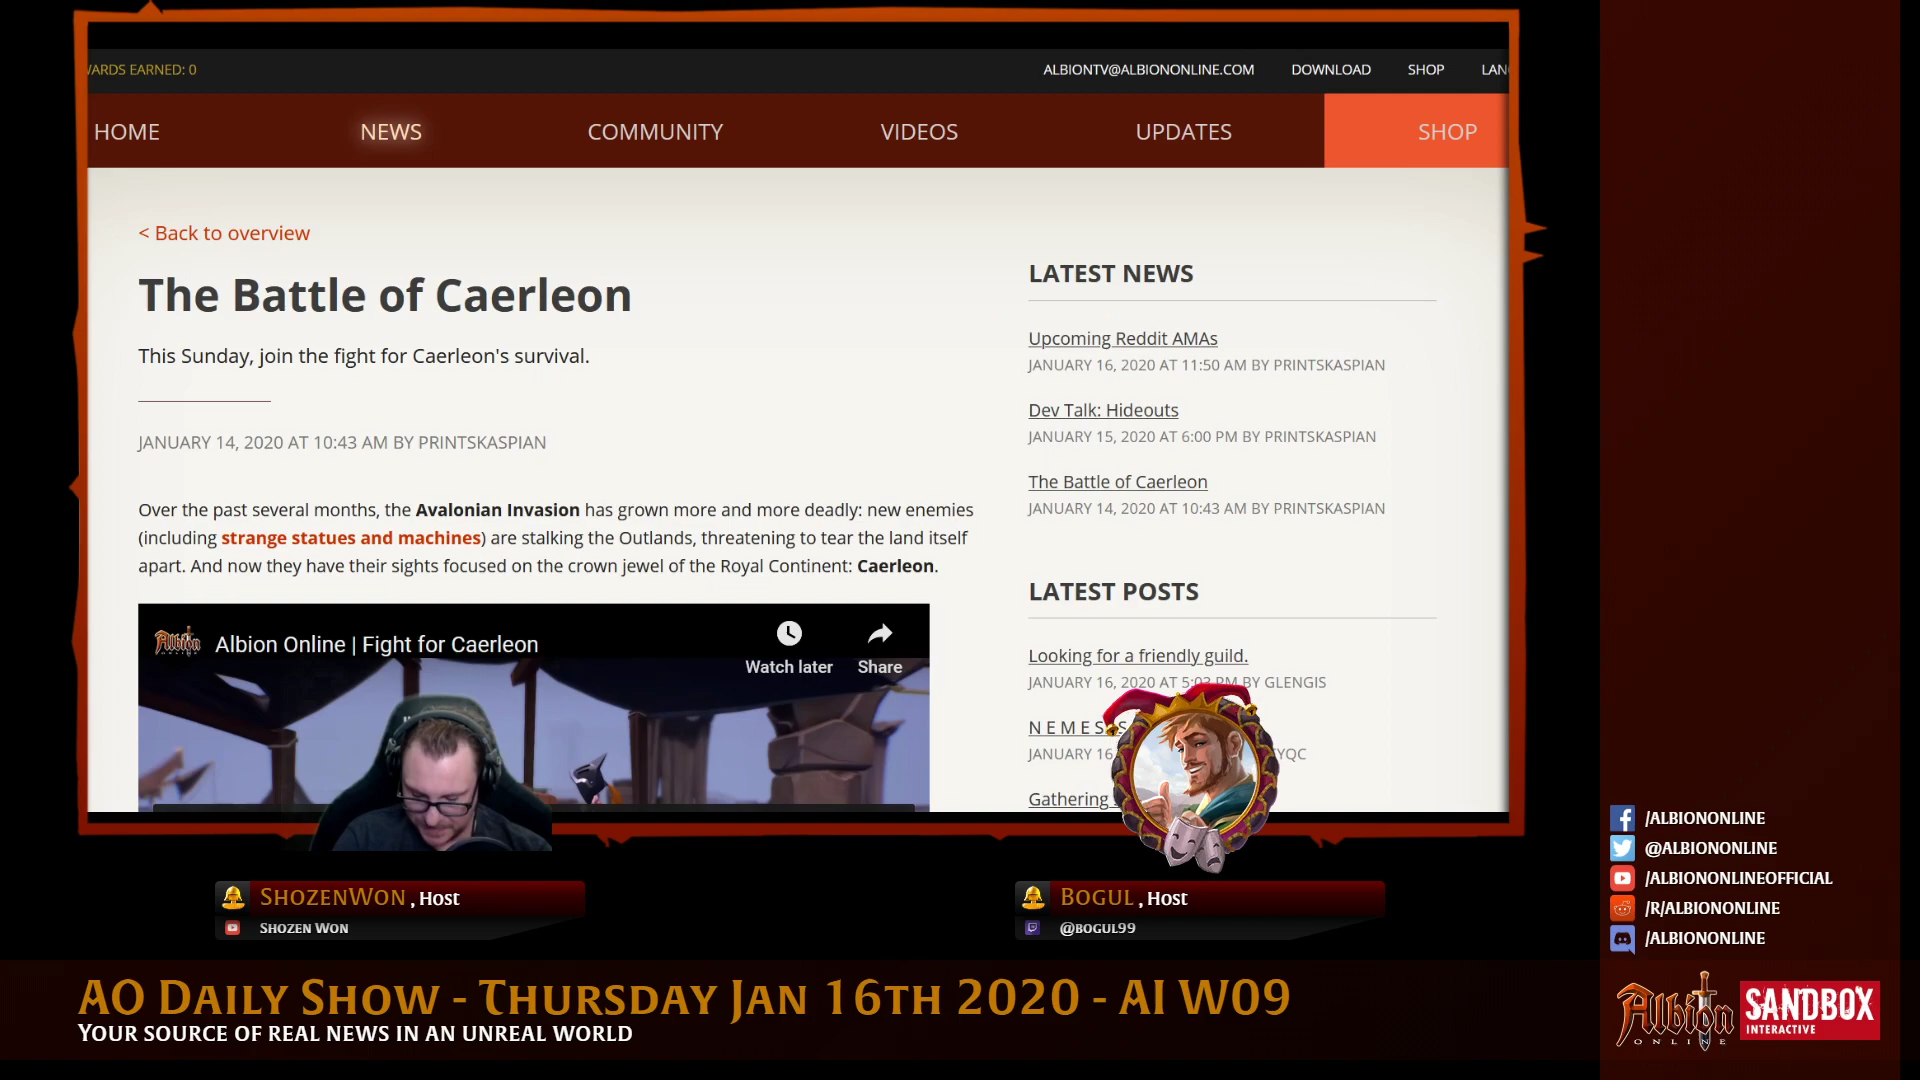 WARDS EARNED: 0
ALBIONTV@ALBIONONLINE.COM DOWNLOAD SHOP LAN
HOME NEWS COMMUNITY VIDEOS UPDATES SHOP
< Back to overview
The Battle of Caerleon
This Sunday, join the fight for Caerleon's survival.
JANUARY 14, 2020 AT 10:43 AM BY PRINTSKASPIAN
Over the past several months, the Avalonian Invasion has grown more and more deadly: new enemies
(including strange statues and machines) are stalking the Outlands, threatening to tear the land itself
apart. And now they have their sights focused on the crown jewel of the Royal Continent: Caerleon.
Albion ONLINE
Albion Online | Fight for Caerleon
Watch later Share
LATEST NEWS
Upcoming Reddit AMAs
JANUARY 16, 2020 AT 11:50 AM BY PRINTSKASPIAN
Dev Talk: Hideouts
JANUARY 15, 2020 AT 6:00 PM BY PRINTSKASPIAN
The Battle of Caerleon
JANUARY 14, 2020 AT 10:43 AM BY PRINTSKASPIAN
LATEST POSTS
Looking for a friendly guild.
JANUARY 16, 2020 AT 5:03 PM BY GLENGIS
N E M E S S
JANUARY 16 YQC
Gathering
SHOZENWON, HOST
SHOZEN WON
BOGUL, HOST
@BOGUL99
/ALBIONONLINE
@ALBIONONLINE
/ALBIONONLINEOFFICIAL
/R/ALBIONONLINE
/ALBIONONLINE
AO DAILY SHOW - THURSDAY JAN 16TH 2020 - AI W09
YOUR SOURCE OF REAL NEWS IN AN UNREAL WORLD
Albion ONLINE
SANDBOX
INTERACTIVE